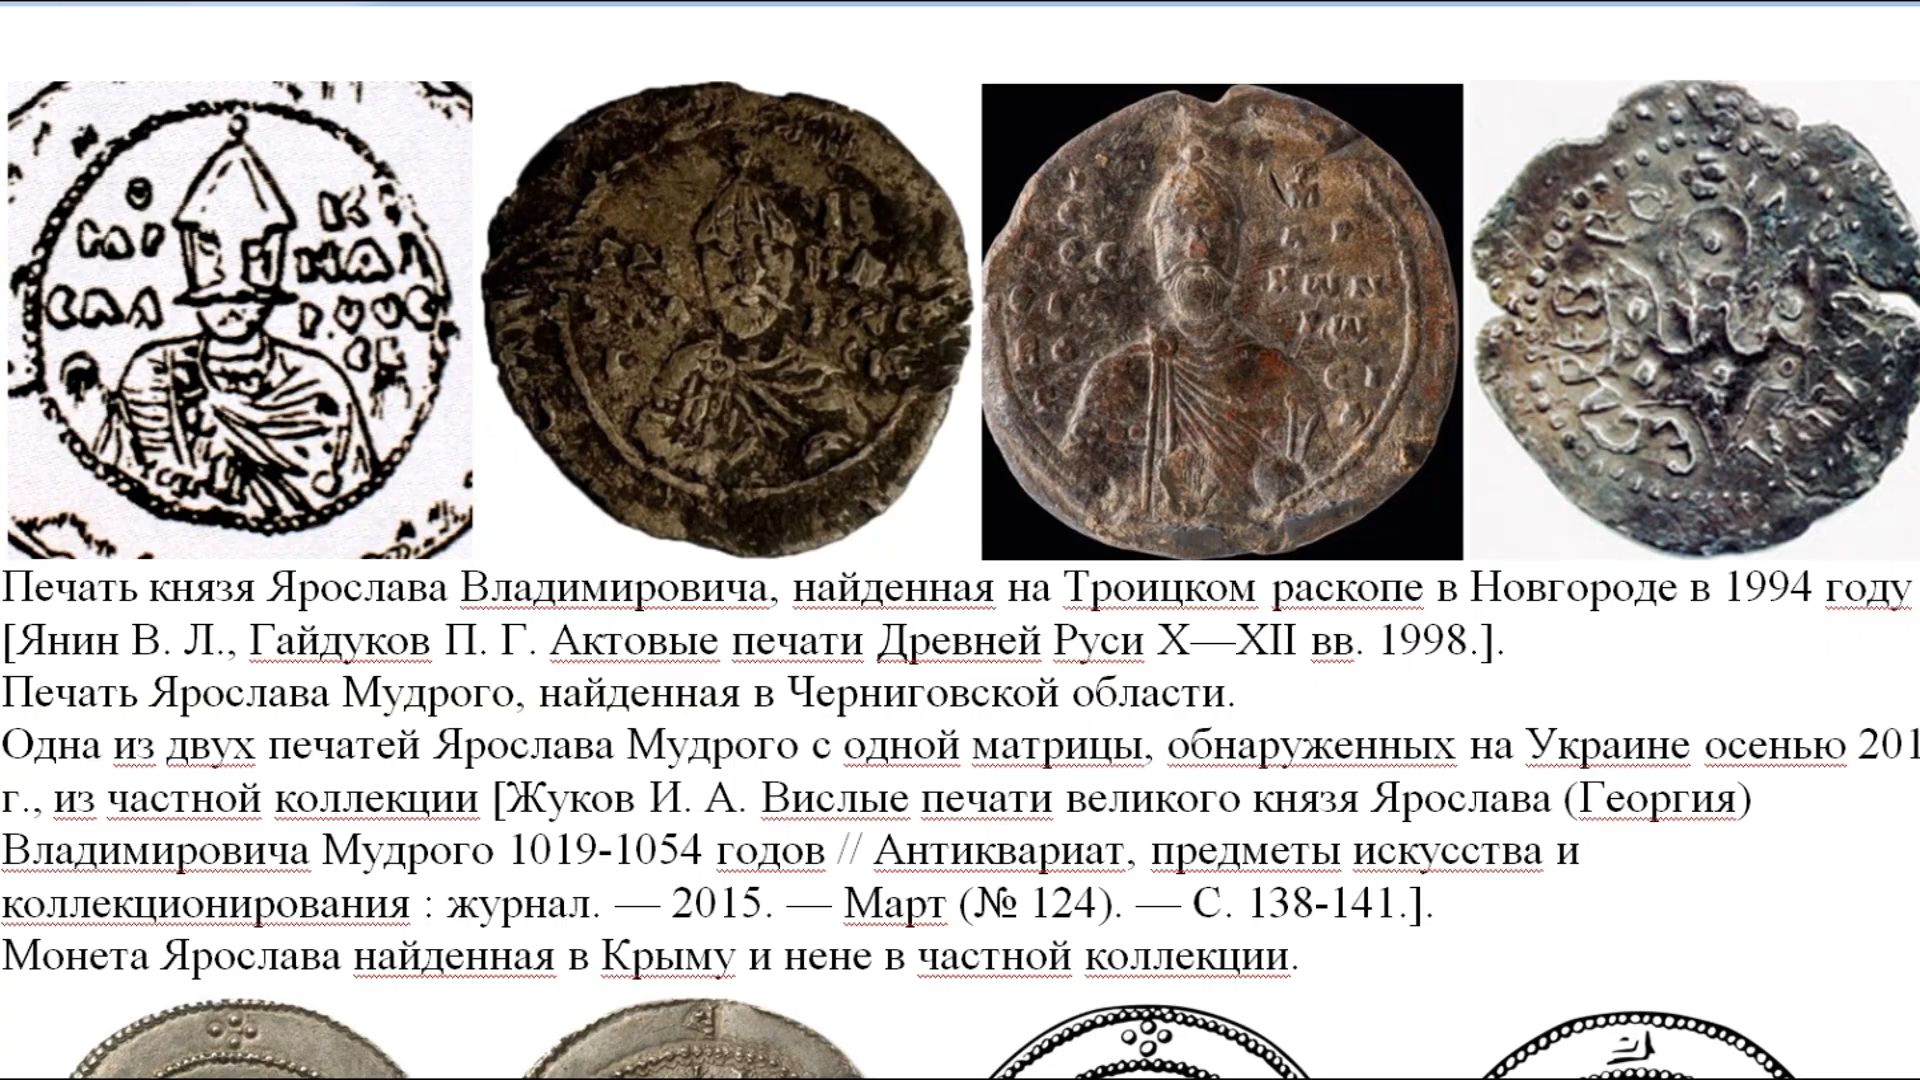 Печать князя Ярослава Владимировича, найденная на Троицком раскопе в Новгороде в 1994 году
[Янин В. Л., Гайдуков П. Г. Актовые печати Древней Руси X—XII вв. 1998.].
Печать Ярослава Мудрого, найденная в Черниговской области.
Одна из двух печатей Ярослава Мудрого с одной матрицы, обнаруженных на Украине осенью 201
г., из частной коллекции [Жуков И. А. Вислые печати великого князя Ярослава (Георгия)
Владимировича Мудрого 1019-1054 годов // Антиквариат, предметы искусства и
коллекционирования : журнал. — 2015. — Март (№ 124). — С. 138-141.].
Монета Ярослава найденная в Крыму и нене в частной коллекции.